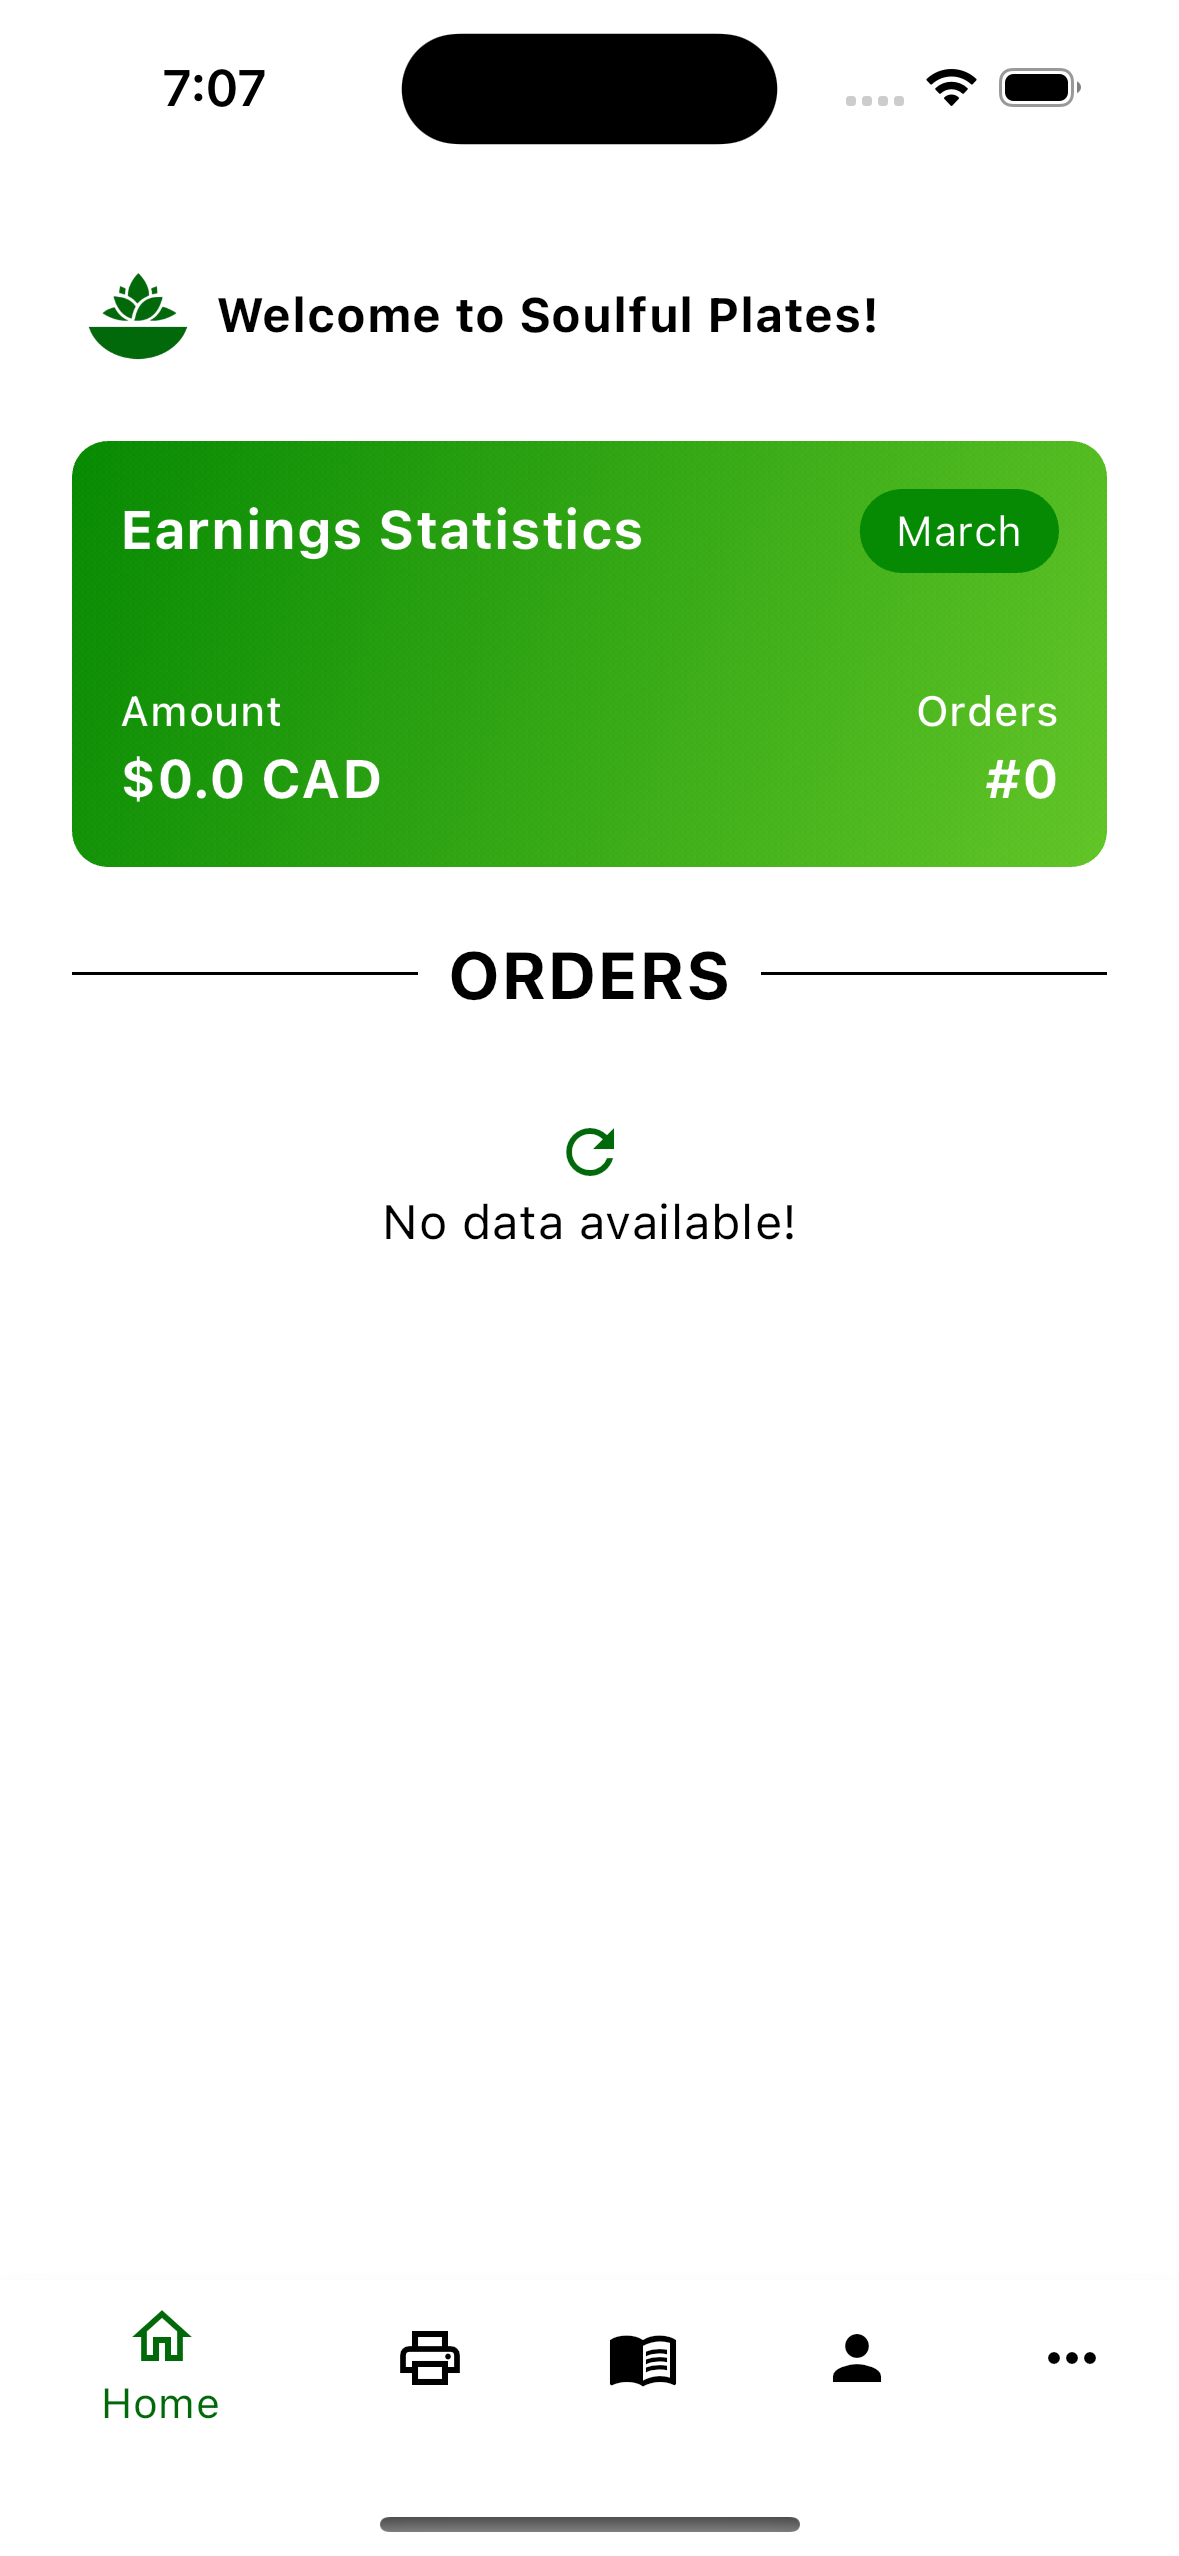 7:07
Welcome to Soulful Plates!
Earnings Statistics
March
Amount
Orders
$0.0 CAD
#0
ORDERS
No data available!
Home